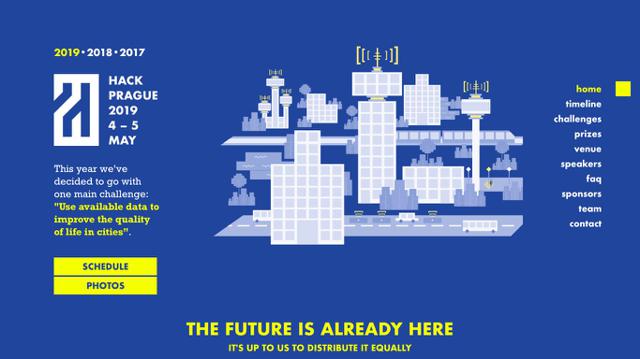 2019•2018•2017
HACK
PRAGUE
2019
4 – 5
MAY
This year we've
decided to go with
one main challenge:
"Use available data to
improve the quality
of life in cities".
SCHEDULE
PHOTOS
home
timeline
challenges
prizes
venue
speakers
faq
sponsors
team
contact
THE FUTURE IS ALREADY HERE
IT'S UP TO US TO DISTRIBUTE IT EQUALLY